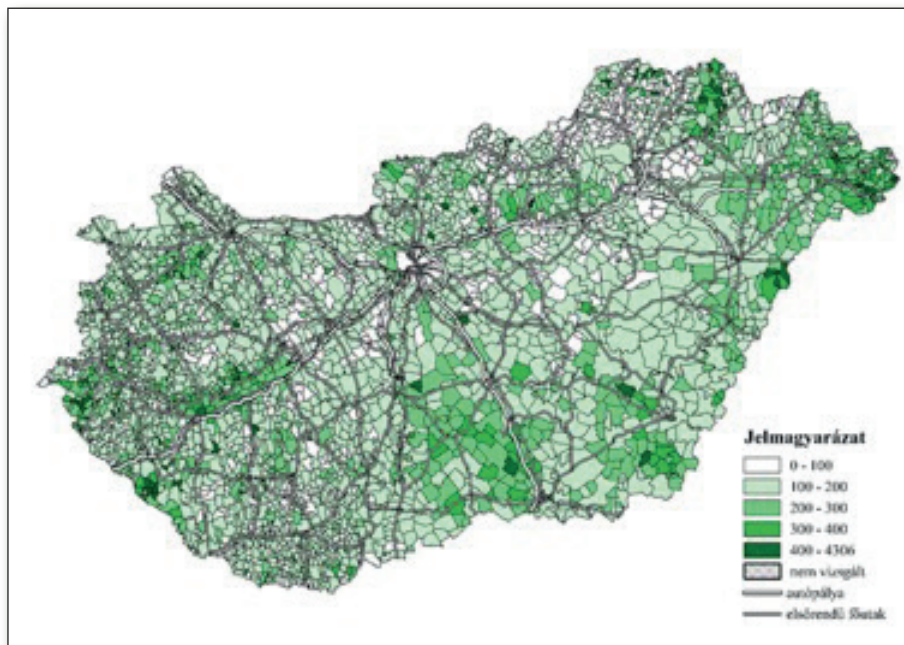 Jelmagyarázat
0 - 100
100 - 200
200 - 300
300 - 400
400 - 4306
nem vizsgált
autópálya
elsőrendű főutak